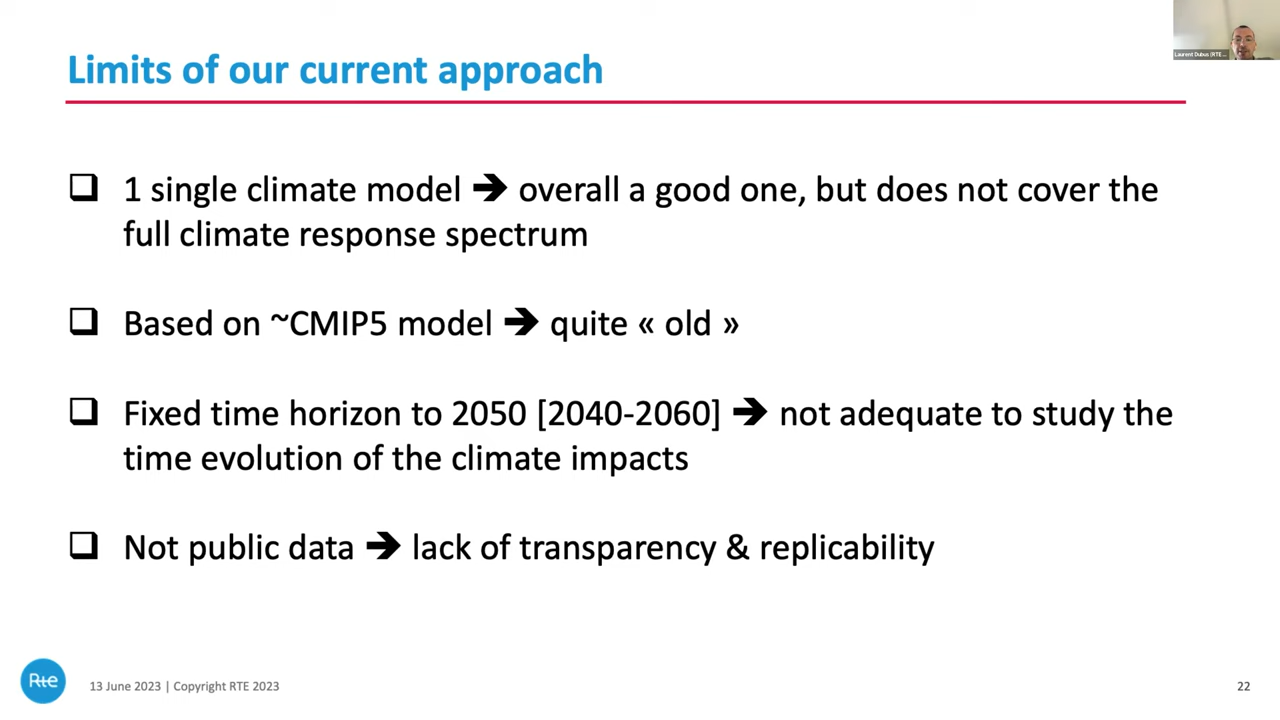 Laurent Dubus (RTE ...
Limits of our current approach
❑ 1 single climate model ➔ overall a good one, but does not cover the
full climate response spectrum
❑ Based on ~CMIP5 model ➔ quite « old »
❑ Fixed time horizon to 2050 [2040-2060] ➔ not adequate to study the
time evolution of the climate impacts
❑ Not public data ➔ lack of transparency & replicability
Rte
13 June 2023 | Copyright RTE 2023
22